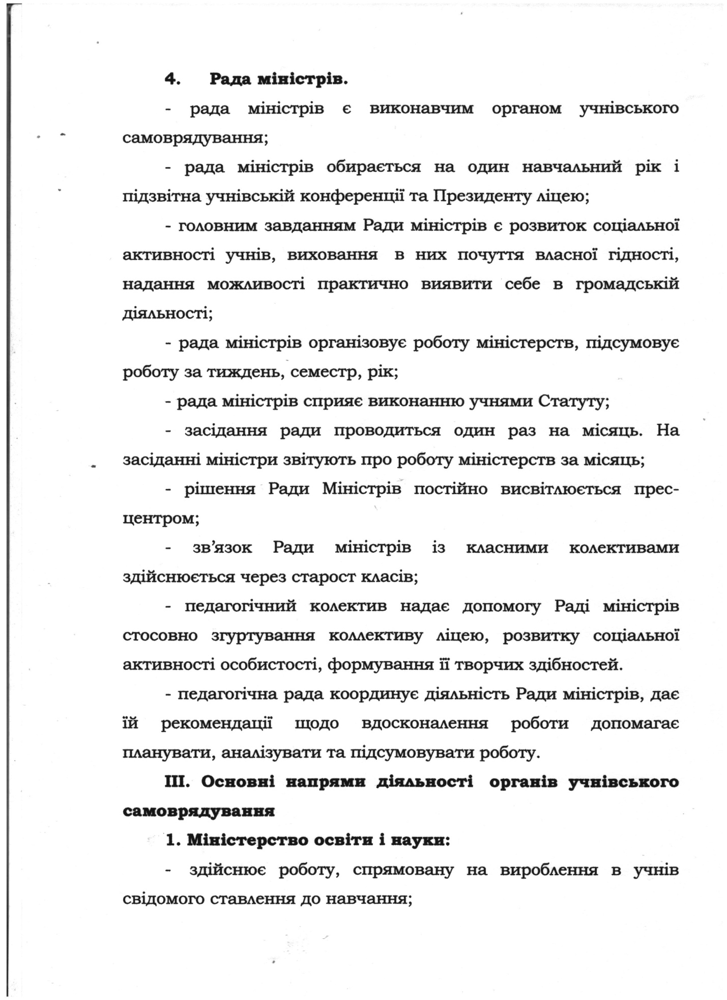 4. Рада міністрів.
- рада міністрів є виконавчим органом учнівського
самоврядування;
- рада міністрів обирається на один навчальний рік і
підзвітна учнівській конференції та Президенту ліцею;
- головним завданням Ради міністрів є розвиток соціальної
активності учнів, виховання в них почуття власної гідності,
надання можливості практично виявити себе в громадській
діяльності;
- рада міністрів організовує роботу міністерств, підсумовує
роботу за тиждень, семестр, рік;
- рада міністрів сприяє виконанню учнями Статуту;
- засідання ради проводиться один раз на місяць. На
засіданні міністри звітують про роботу міністерств за місяць;
- рішення Ради Міністрів постійно висвітлюється прес-
центром;
- зв’язок Ради міністрів із класними колективами
здійснюється через старост класів;
- педагогічний колектив надає допомогу Раді міністрів
стосовно згуртування коллективу ліцею, розвитку соціальної
активності особистості, формування її творчих здібностей.
- педагогічна рада координує діяльність Ради міністрів, дає
їй рекомендації щодо вдосконалення роботи допомагає
планувати, аналізувати та підсумовувати роботу.
III. Основні напрями діяльності органів учнівського
самоврядування
1. Міністерство освіти і науки:
- здійснює роботу, спрямовану на вироблення в учнів
свідомого ставлення до навчання;